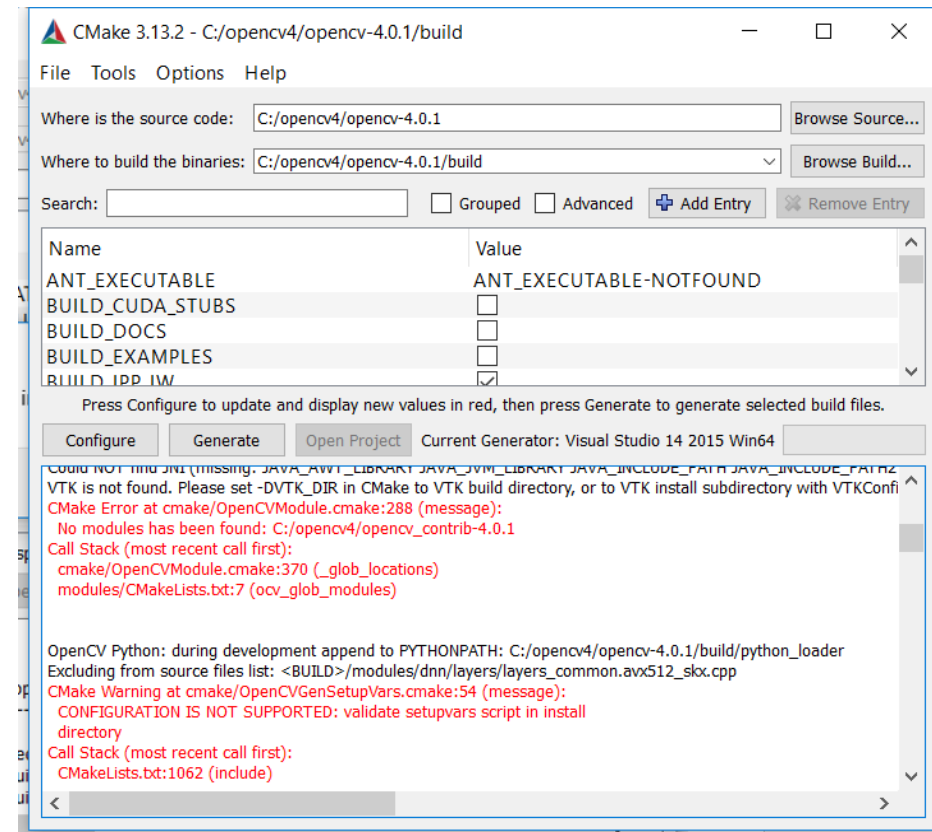 CMake 3.13.2 - C:/opencv4/opencv-4.0.1/build
File Tools Options Help
Where is the source code: C:/opencv4/opencv-4.0.1 Browse Source...
Where to build the binaries: C:/opencv4/opencv-4.0.1/build Browse Build...
Search: Grouped Advanced Add Entry Remove Entry
Name Value
ANT_EXECUTABLE ANT_EXECUTABLE-NOTFOUND
BUILD_CUDA_STUBS
BUILD_DOCS
BUILD_EXAMPLES
BUILD_IPP_IW
Press Configure to update and display new values in red, then press Generate to generate selected build files.
Configure Generate Open Project Current Generator: Visual Studio 14 2015 Win64
Could NOT find JNI (missing: JAVA_AWT_LIBRARY JAVA_JVM_LIBRARY JAVA_INCLUDE_PATH JAVA_INCLUDE_PATH2
VTK is not found. Please set -DVTK_DIR in CMake to VTK build directory, or to VTK install subdirectory with VTKConfi
CMake Error at cmake/OpenCVModule.cmake:288 (message):
No modules has been found: C:/opencv4/opencv_contrib-4.0.1
Call Stack (most recent call first):
cmake/OpenCVModule.cmake:370 (_glob_locations)
modules/CMakeLists.txt:7 (ocv_glob_modules)
OpenCV Python: during development append to PYTHONPATH: C:/opencv4/opencv-4.0.1/build/python_loader
Excluding from source files list: <BUILD>/modules/dnn/layers/layers_common.avx512_skx.cpp
CMake Warning at cmake/OpenCVGenSetupVars.cmake:54 (message):
CONFIGURATION IS NOT SUPPORTED: validate setupvars script in install
directory
Call Stack (most recent call first):
CMakeLists.txt:1062 (include)